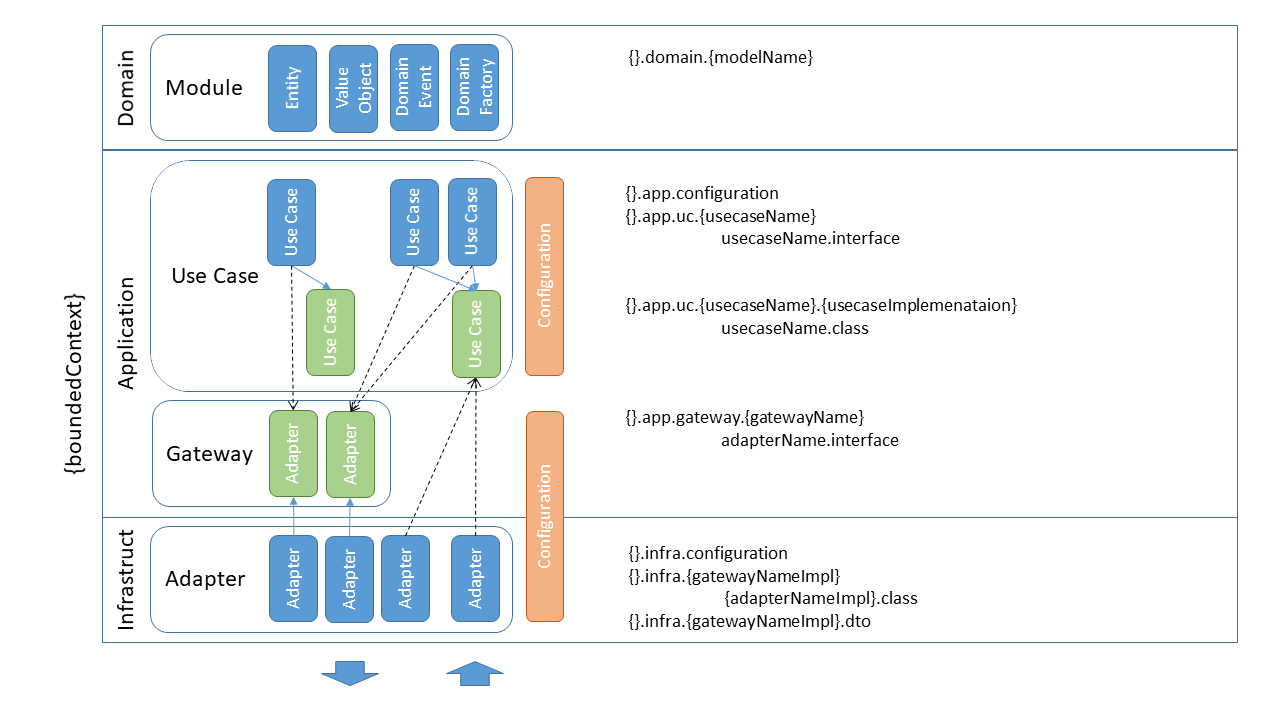 {boundedContext}
Domain
Module
Entity
Value
Object
Domain
Event
Domain
Factory
{}.domain.{modelName}
Application
Use Case
Use Case
Use Case
Use Case
Use Case
Use Case
Configuration
{}.app.configuration
{}.app.uc.{usecaseName}
usecaseName.interface
{}.app.uc.{usecaseName}.{usecaseImplemenataion}
usecaseName.class
Gateway
Adapter
Adapter
Configuration
{}.app.gateway.{gatewayName}
adapterName.interface
Infrastruct
Adapter
Adapter
Adapter
Adapter
Adapter
{}.infra.configuration
{}.infra.{gatewayNameImpl}
{adapterNameImpl}.class
{}.infra.{gatewayNameImpl}.dto